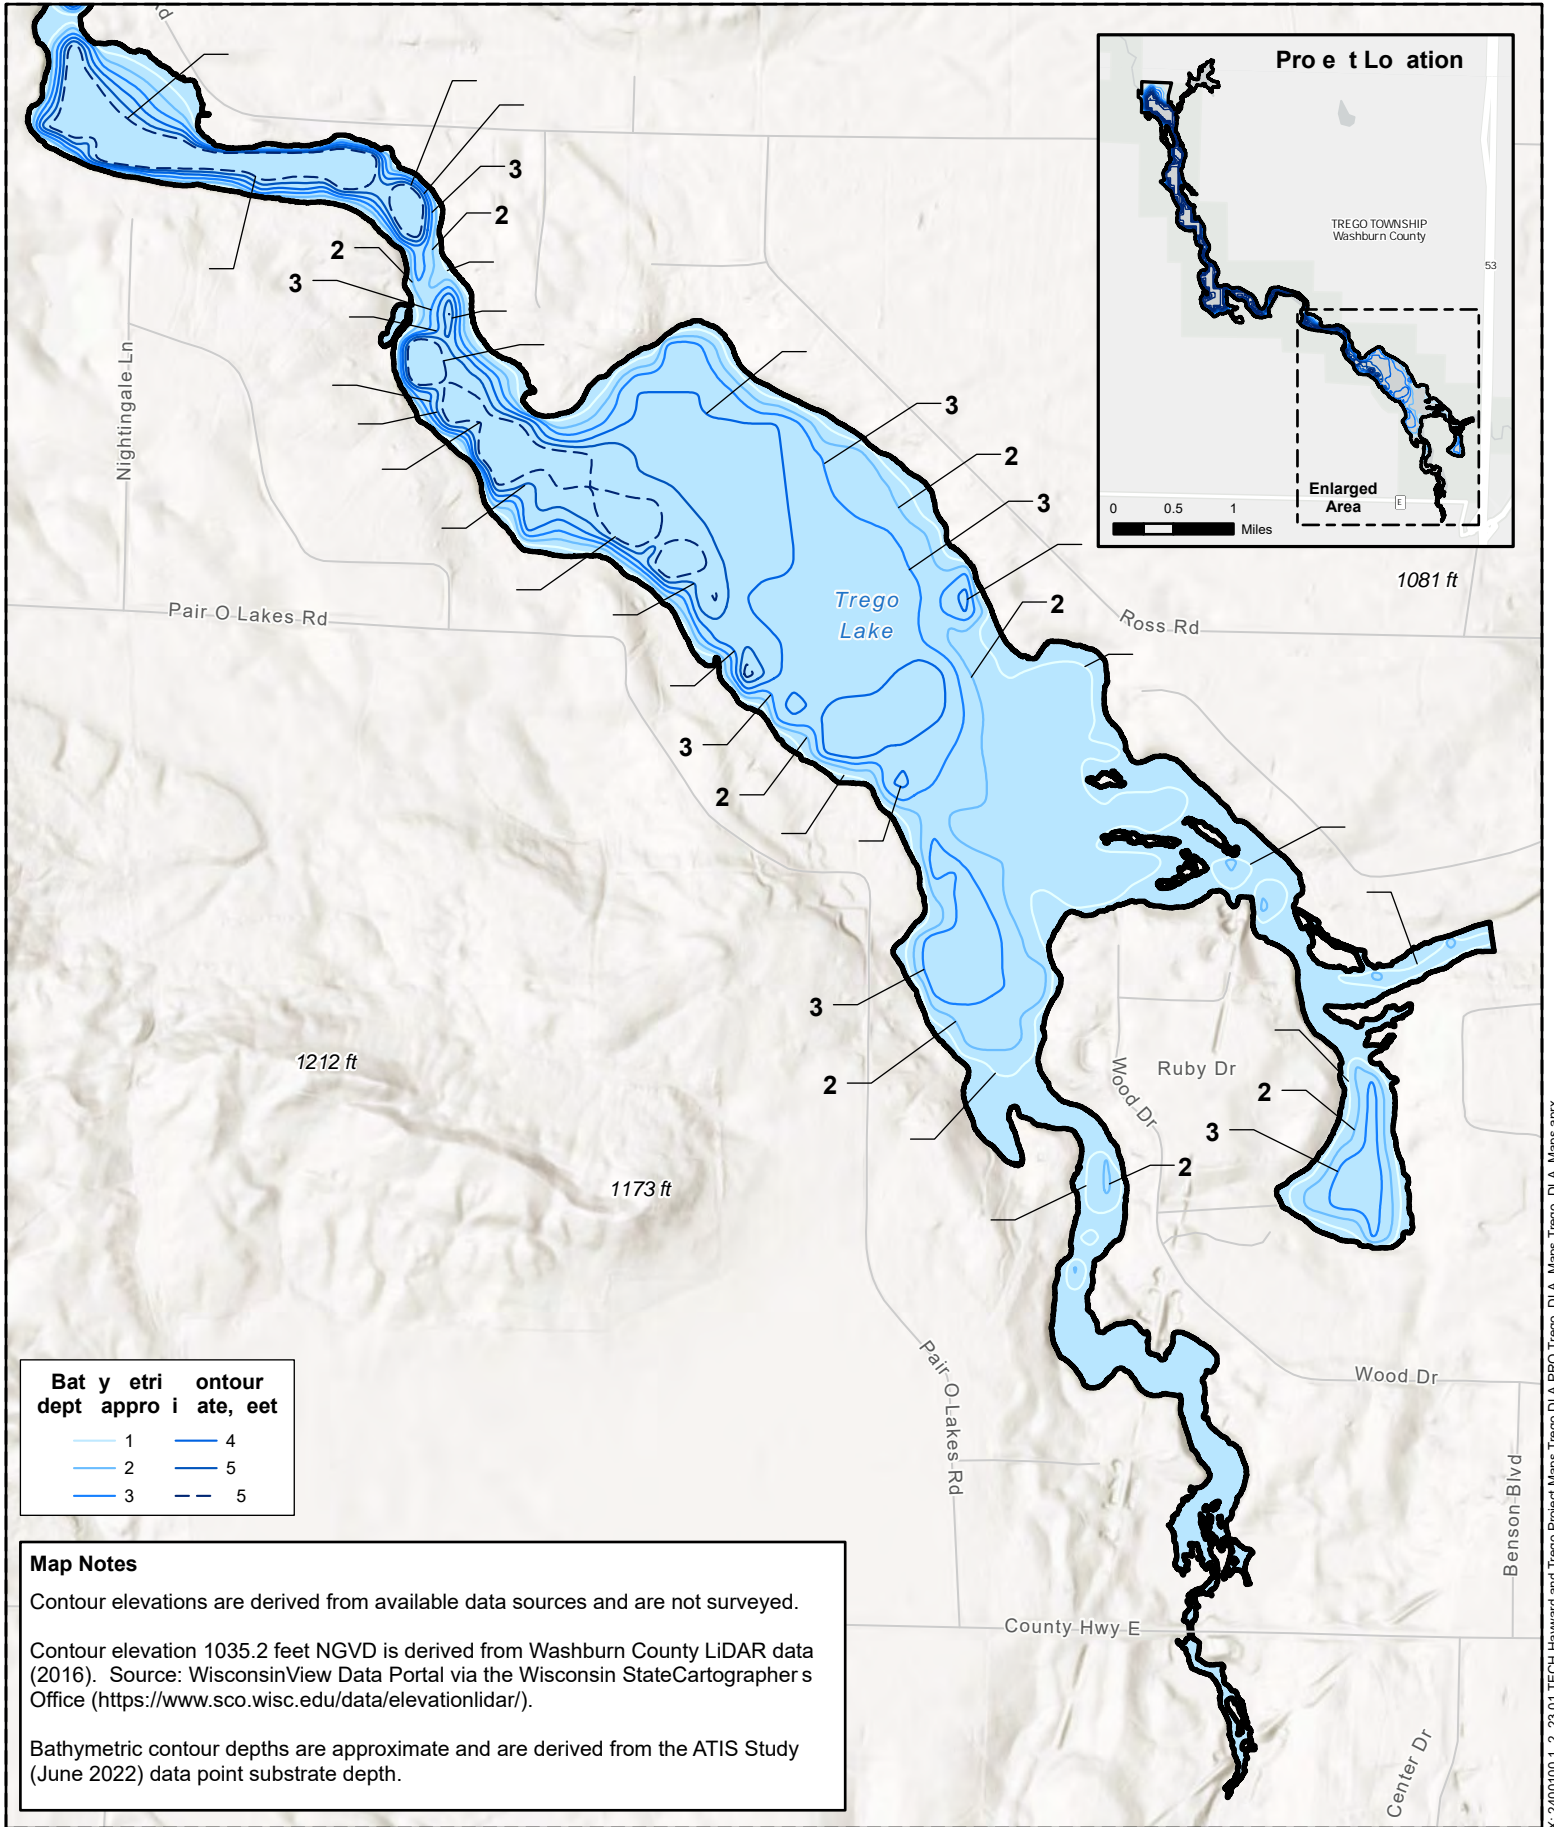 Pro e t Lo ation
TREGO TOWNSHIP
Washburn County
53
Enlarged
Area
E
0 0.5 1
Miles
1081 ft
3
2
2
3
3
2
3
2
Nightingale Ln
Pair O Lakes Rd
Trego
Lake
Ross Rd
3
2
3
2
1212 ft
1173 ft
Wood Dr
Ruby Dr
2
3
2
Pair O Lakes Rd
Wood Dr
Benson Blvd
County Hwy E
Center Dr
Bat y etri ontour
dept appro i ate, eet
1 4
2 5
3 5
Map Notes
Contour elevations are derived from available data sources and are not surveyed.
Contour elevation 1035.2 feet NGVD is derived from Washburn County LiDAR data
(2016). Source: WisconsinView Data Portal via the Wisconsin StateCartographer s
Office (https://www.sco.wisc.edu/data/elevationlidar/).
Bathymetric contour depths are approximate and are derived from the ATIS Study
(June 2022) data point substrate depth.